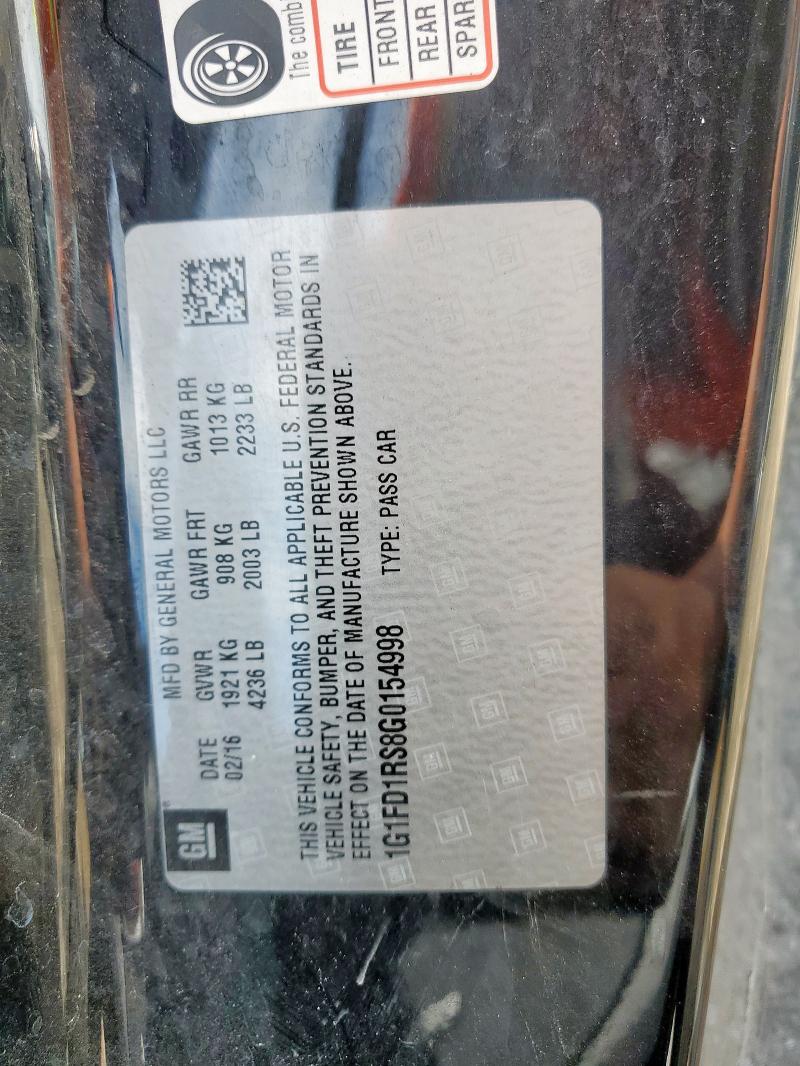 The comb
TIRE
FRONT
REAR
SPAR
GM
MFD BY GENERAL MOTORS LLC
DATE GVWR GAWR FRT GAWR RR
02/16 1921 KG 908 KG 1013 KG
4236 LB 2003 LB 2233 LB
THIS VEHICLE CONFORMS TO ALL APPLICABLE U.S. FEDERAL MOTOR
VEHICLE SAFETY, BUMPER, AND THEFT PREVENTION STANDARDS IN
EFFECT ON THE DATE OF MANUFACTURE SHOWN ABOVE.
1G1FD1RS8G0154998 TYPE: PASS CAR